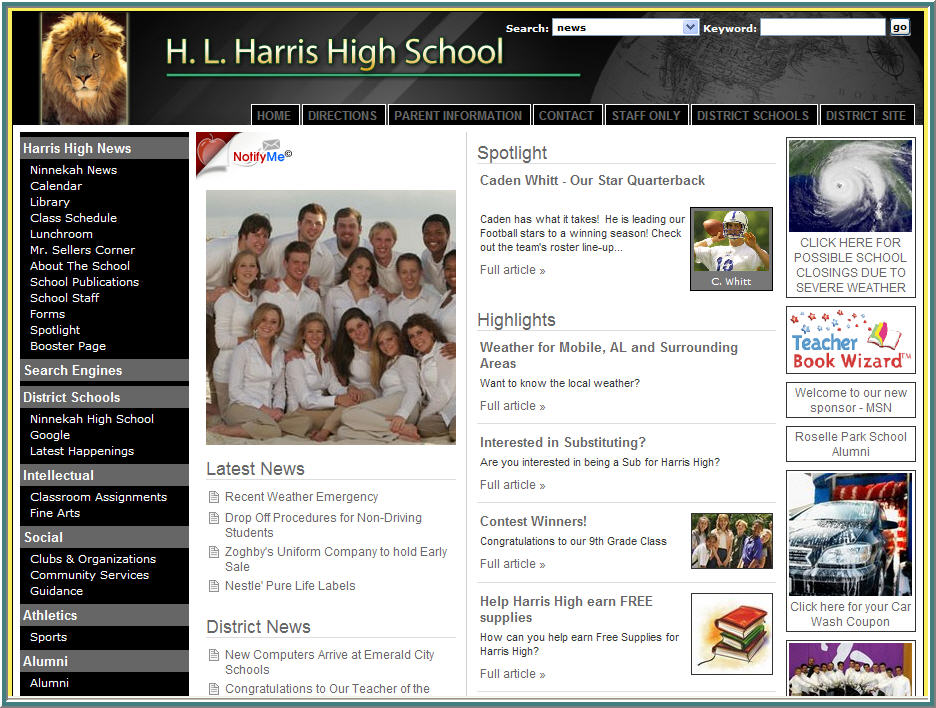 Search: news Keyword: go
H. L. Harris High School
HOME DIRECTIONS PARENT INFORMATION CONTACT STAFF ONLY DISTRICT SCHOOLS DISTRICT SITE
Harris High News
Ninnekah News
Calendar
Library
Class Schedule
Lunchroom
Mr. Sellers Corner
About The School
School Publications
School Staff
Forms
Spotlight
Booster Page
Search Engines
District Schools
Ninnekah High School
Google
Latest Happenings
Intellectual
Classroom Assignments
Fine Arts
Social
Clubs & Organizations
Community Services
Guidance
Athletics
Sports
Alumni
Alumni
NotifyMe©
Latest News
Recent Weather Emergency
Drop Off Procedures for Non-Driving
Students
Zoghby's Uniform Company to hold Early
Sale
Nestle' Pure Life Labels
District News
New Computers Arrive at Emerald City
Schools
Congratulations to Our Teacher of the
Spotlight
Caden Whitt - Our Star Quarterback
Caden has what it takes! He is leading our
Football stars to a winning season! Check
out the team's roster line-up...
Full article »
C. Whitt
Highlights
Weather for Mobile, AL and Surrounding
Areas
Want to know the local weather?
Full article »
Interested in Substituting?
Are you interested in being a Sub for Harris High?
Full article »
Contest Winners!
Congratulations to our 9th Grade Class
Full article »
Help Harris High earn FREE
supplies
How can you help earn Free Supplies for
Harris High?
Full article »
CLICK HERE FOR
POSSIBLE SCHOOL
CLOSINGS DUE TO
SEVERE WEATHER
Teacher
Book Wizard™
Welcome to our new
sponsor - MSN
Roselle Park School
Alumni
Click here for your Car
Wash Coupon